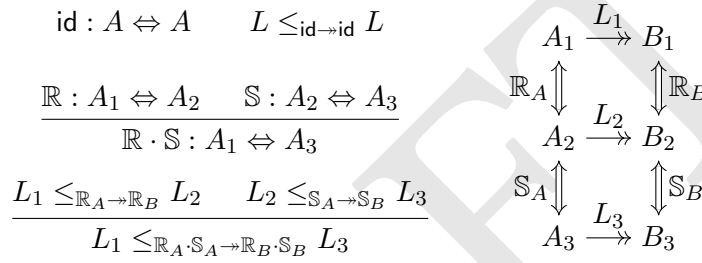 id : A ⇔ A    L ≤_{id↠id} L
ℝ : A₁ ⇔ A₂    𝕊 : A₂ ⇔ A₃
ℝ · 𝕊 : A₁ ⇔ A₃
L₁ ≤_{ℝ_A↠ℝ_B} L₂    L₂ ≤_{𝕊_A↠𝕊_B} L₃
L₁ ≤_{ℝ_A·𝕊_A↠ℝ_B·𝕊_B} L₃
L₁
A₁ ↠ B₁
ℝ_A ⇕ ⇕ ℝ_B
L₂
A₂ ↠ B₂
𝕊_A ⇕ ⇕ 𝕊_B
L₃
A₃ ↠ B₃